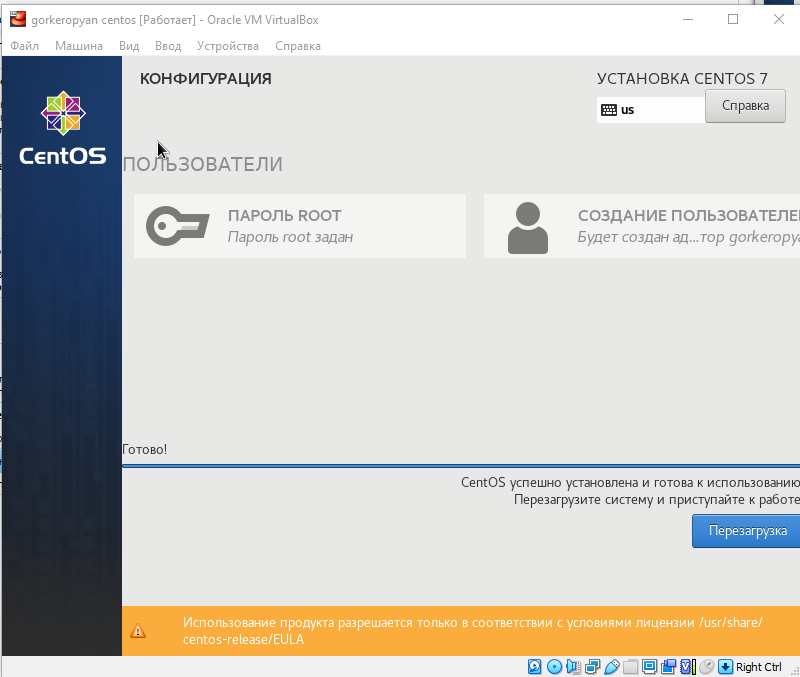 gorkeropyan centos [Работает] - Oracle VM VirtualBox
Файл Машина Вид Ввод Устройства Справка
КОНФИГУРАЦИЯ
УСТАНОВКА CENTOS 7
us
Справка
CentOS
ПОЛЬЗОВАТЕЛИ
ПАРОЛЬ ROOT
Пароль root задан
СОЗДАНИЕ ПОЛЬЗОВАТЕЛЕ
Будет создан ад...тор gorkeropya
Готово!
CentOS успешно установлена и готова к использованию
Перезагрузите систему и приступайте к работе
Перезагрузка
Использование продукта разрешается только в соответствии с условиями лицензии /usr/share/
centos-release/EULA
Right Ctrl